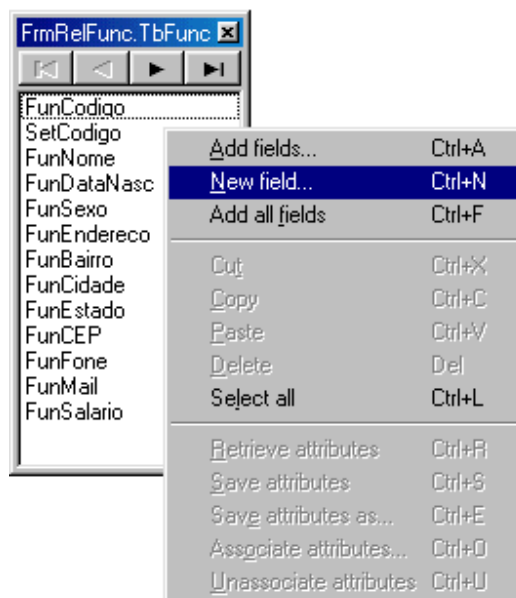 FrmRelFunc.TbFunc
FunCodigo
SetCodigo
FunNome
FunDataNasc
FunSexo
FunEndereco
FunBairro
FunCidade
FunEstado
FunCEP
FunFone
FunMail
FunSalario
Add fields... Ctrl+A
New field... Ctrl+N
Add all fields Ctrl+F
Cut Ctrl+X
Copy Ctrl+C
Paste Ctrl+V
Delete Del
Select all Ctrl+L
Retrieve attributes Ctrl+R
Save attributes Ctrl+S
Save attributes as... Ctrl+E
Associate attributes... Ctrl+O
Unassociate attributes Ctrl+U